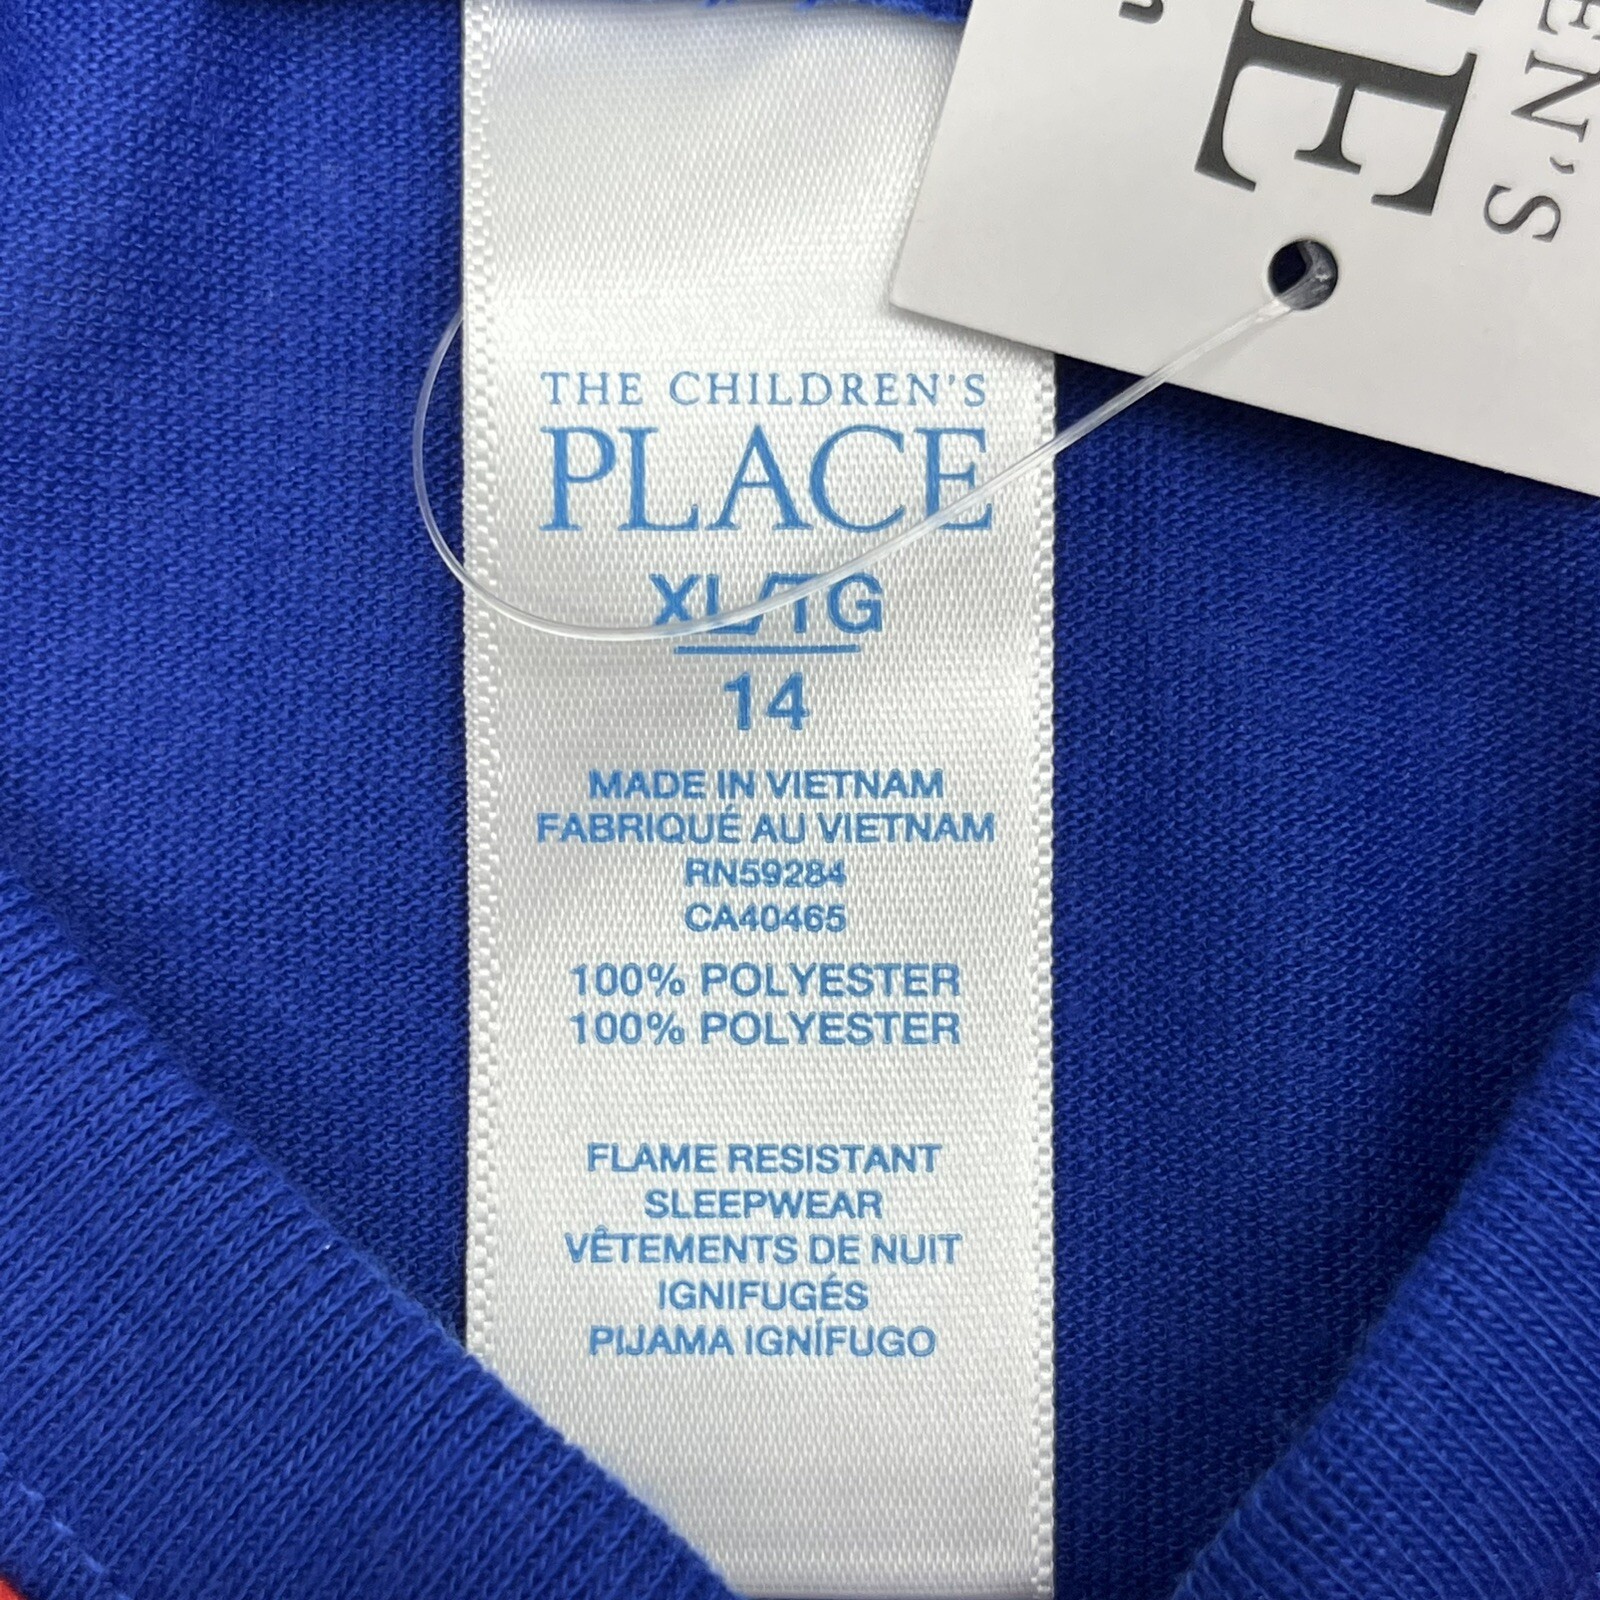 THE CHILDREN'S
PLACE
XL/TG
14
MADE IN VIETNAM
FABRIQUÉ AU VIETNAM
RN59284
CA40465
100% POLYESTER
100% POLYESTER
FLAME RESISTANT
SLEEPWEAR
VÊTEMENTS DE NUIT
IGNIFUGÉS
PIJAMA IGNÍFUGO
EN'S
E